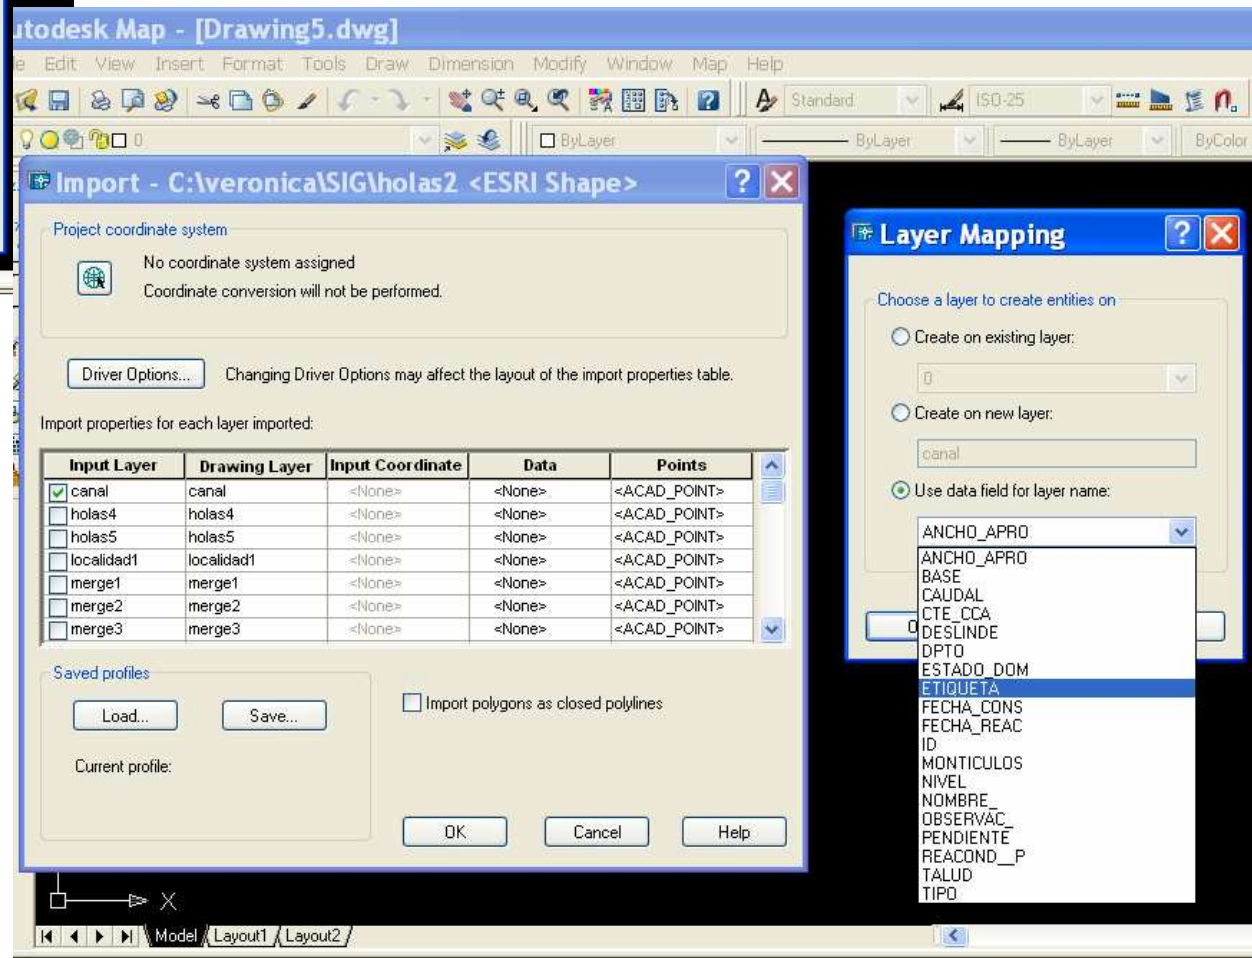 utodesk Map - [Drawing5.dwg]
e Edit View Insert Format Tools Draw Dimension Modify Window Map Help
Standard ISO-25
0 ByLayer ByLayer ByLayer ByColor
Import - C:\veronica\SIG\holas2 <ESRI Shape>
Project coordinate system
No coordinate system assigned
Coordinate conversion will not be performed.
Driver Options... Changing Driver Options may affect the layout of the import properties table.
Import properties for each layer imported:
Input Layer Drawing Layer Input Coordinate Data Points
canal canal <None> <None> <ACAD_POINT>
holas4 holas4 <None> <None> <ACAD_POINT>
holas5 holas5 <None> <None> <ACAD_POINT>
localidad1 localidad1 <None> <None> <ACAD_POINT>
merge1 merge1 <None> <None> <ACAD_POINT>
merge2 merge2 <None> <None> <ACAD_POINT>
merge3 merge3 <None> <None> <ACAD_POINT>
Saved profiles
Load... Save...
Current profile:
Import polygons as closed polylines
OK Cancel Help
Layer Mapping
Choose a layer to create entities on
Create on existing layer:
0
Create on new layer:
canal
Use data field for layer name:
ANCHO_APRO
ANCHO_APRO
BASE
CAUDAL
CTE_CCA
DESLINDE
DPTO
ESTADO_DOM
ETIQUETA
FECHA_CONS
FECHA_REAC
ID
MONTICULOS
NIVEL
NOMBRE_
OBSERVAC_
PENDIENTE
REACOND__P
TALUD
TIPO
X
Model Layout1 Layout2